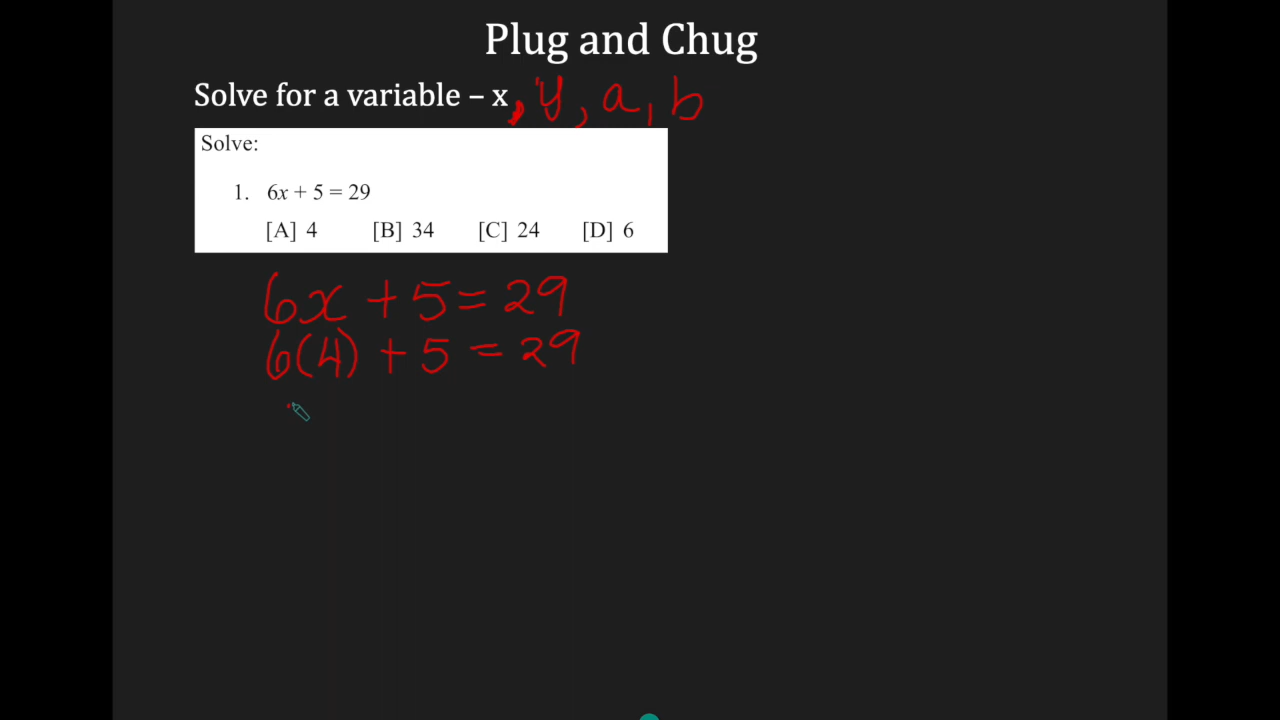 Plug and Chug
Solve for a variable – x, y, a, b
Solve:
1. 6x + 5 = 29
[A] 4 [B] 34 [C] 24 [D] 6
6x + 5 = 29
6(4) + 5 = 29